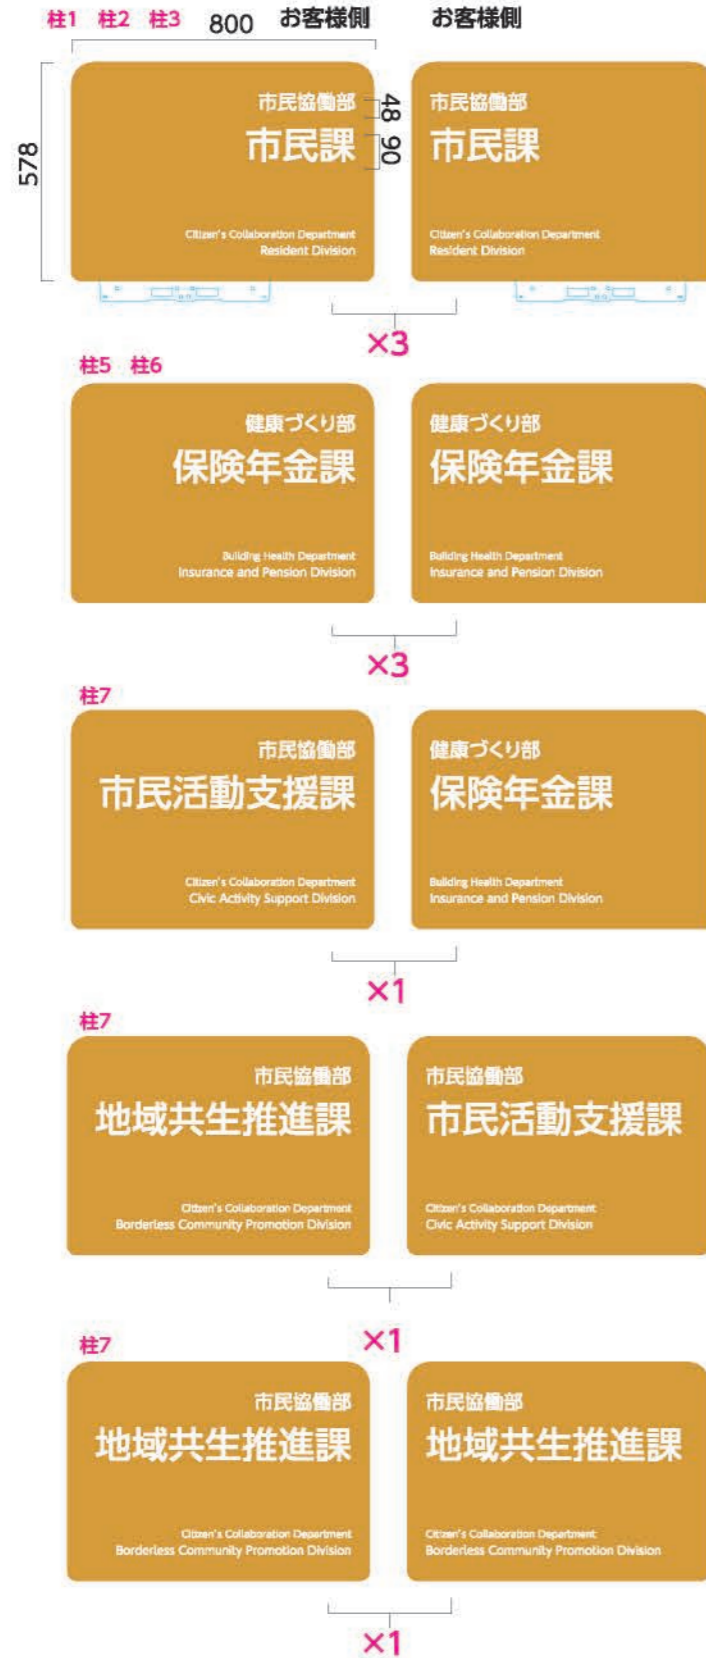 柱1 柱2 柱3 800 お客様側 お客様側
578
市民協働部
市民課
48
90
Citizen's Collaboration Department
Resident Division
市民協働部
市民課
Citizen's Collaboration Department
Resident Division
×3
柱5 柱6
健康づくり部
保険年金課
Building Health Department
Insurance and Pension Division
健康づくり部
保険年金課
Building Health Department
Insurance and Pension Division
×3
柱7
市民協働部
市民活動支援課
Citizen's Collaboration Department
Civic Activity Support Division
健康づくり部
保険年金課
Building Health Department
Insurance and Pension Division
×1
柱7
市民協働部
地域共生推進課
Citizen's Collaboration Department
Borderless Community Promotion Division
市民協働部
市民活動支援課
Citizen's Collaboration Department
Civic Activity Support Division
×1
柱7
市民協働部
地域共生推進課
Citizen's Collaboration Department
Borderless Community Promotion Division
市民協働部
地域共生推進課
Citizen's Collaboration Department
Borderless Community Promotion Division
×1